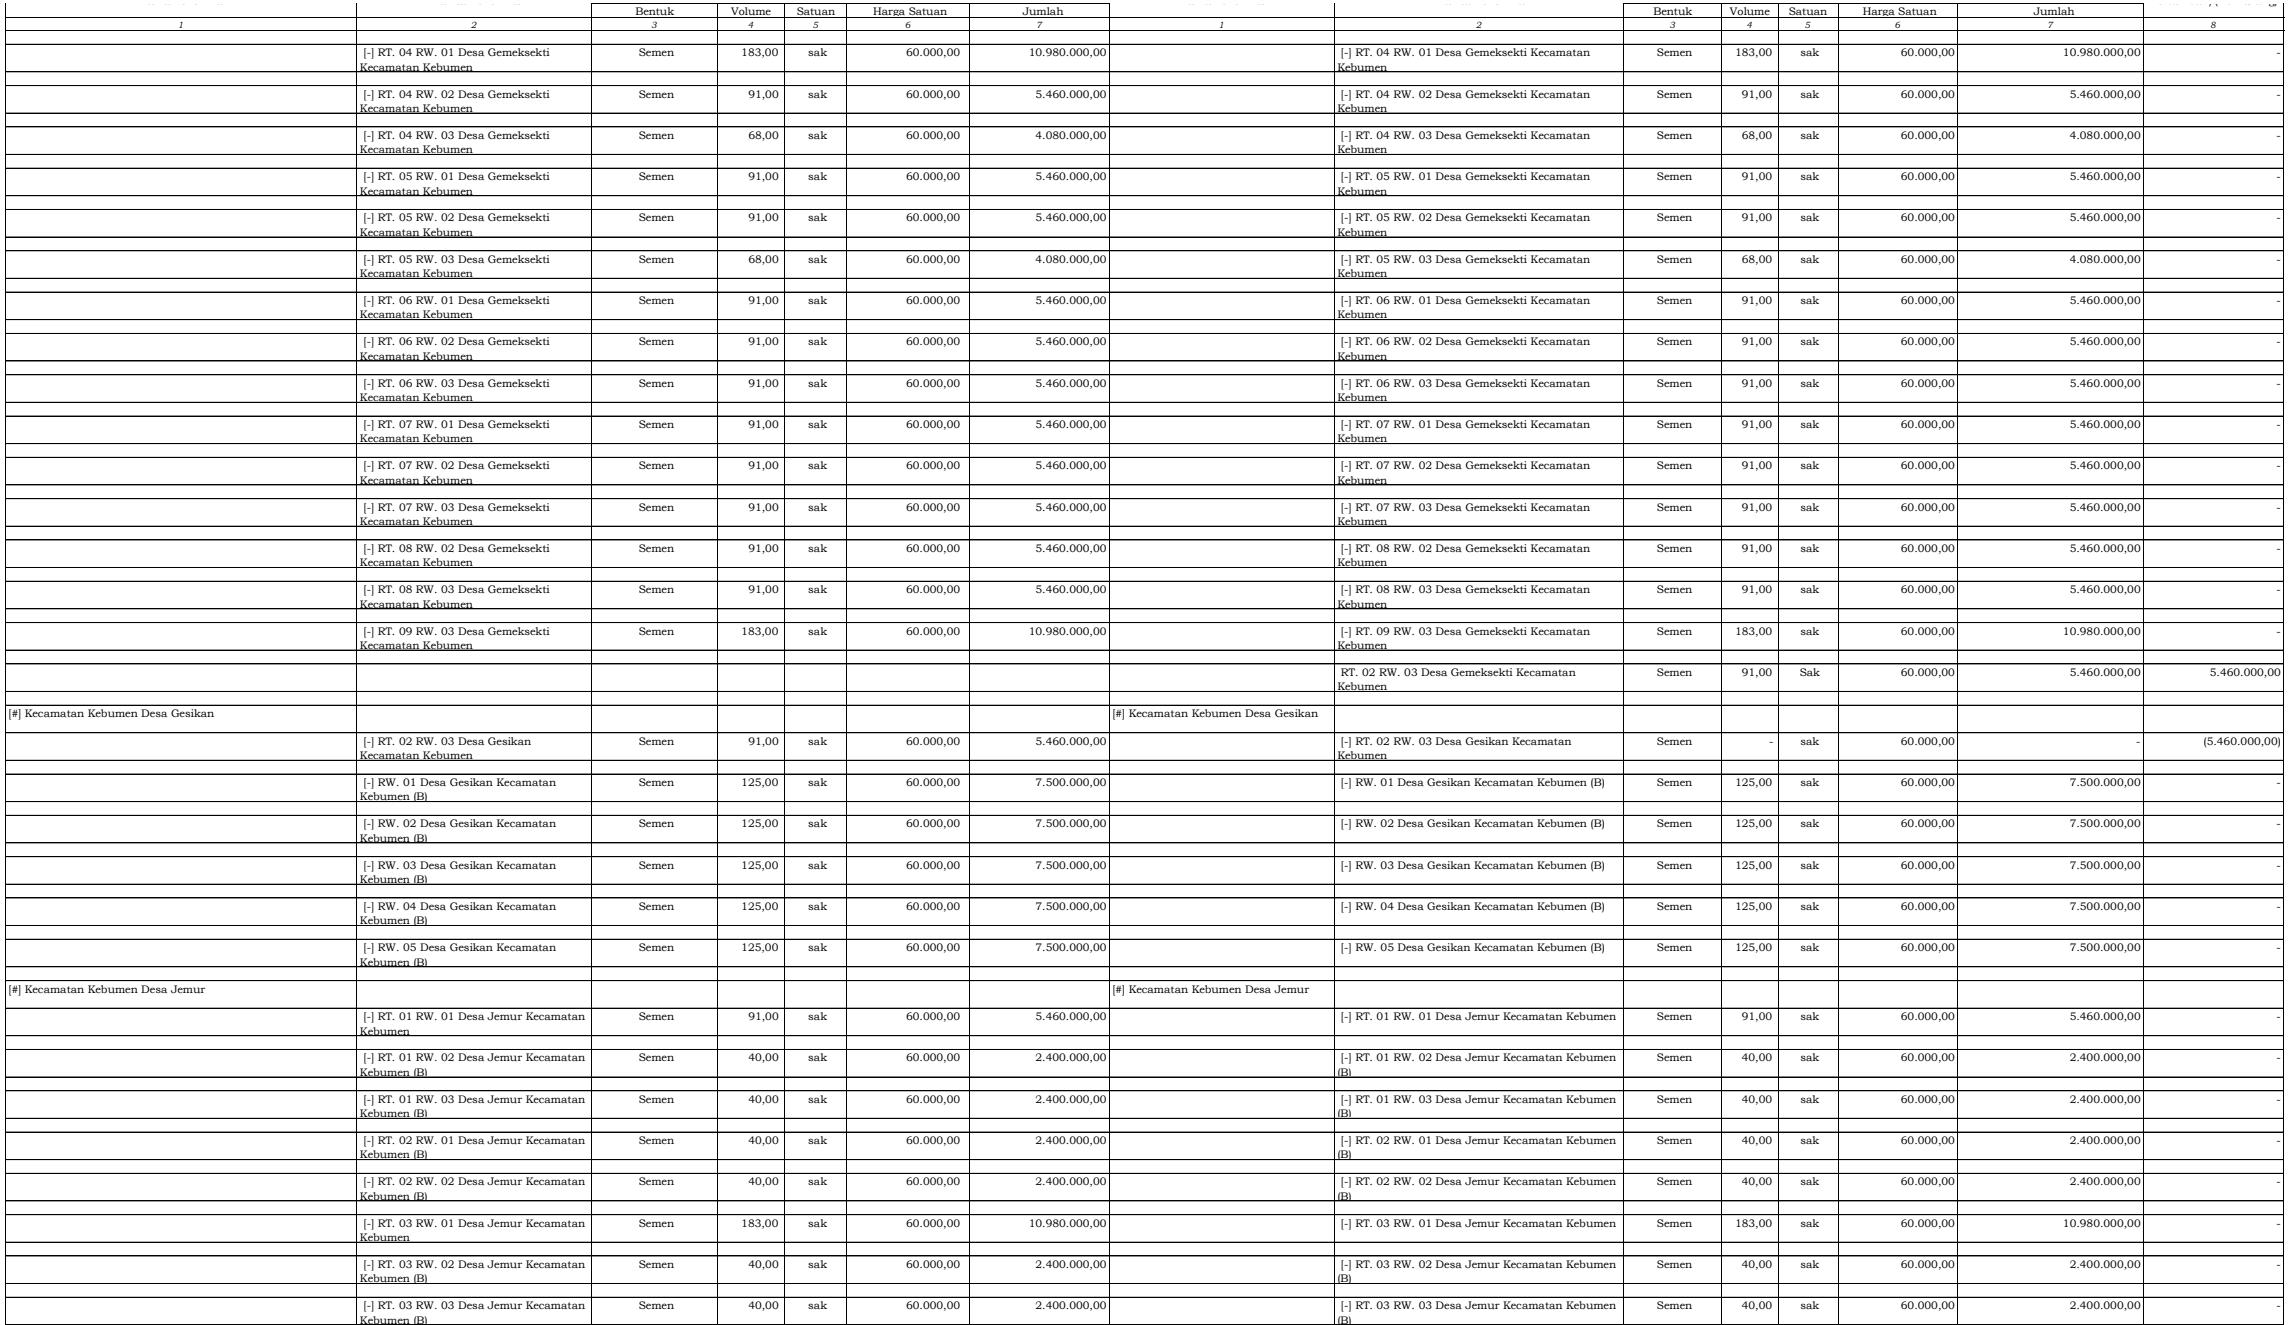 Bentuk Volume Satuan Harga Satuan Jumlah Bentuk Volume Satuan Harga Satuan Jumlah
1 2 3 4 5 6 7 1 2 3 4 5 6 7 8
[-] RT. 04 RW. 01 Desa Gemeksekti Semen 183,00 sak 60.000,00 10.980.000,00 [-] RT. 04 RW. 01 Desa Gemeksekti Kecamatan Semen 183,00 sak 60.000,00 10.980.000,00 -
Kecamatan Kebumen Kebumen
[-] RT. 04 RW. 02 Desa Gemeksekti Semen 91,00 sak 60.000,00 5.460.000,00 [-] RT. 04 RW. 02 Desa Gemeksekti Kecamatan Semen 91,00 sak 60.000,00 5.460.000,00 -
Kecamatan Kebumen Kebumen
[-] RT. 04 RW. 03 Desa Gemeksekti Semen 68,00 sak 60.000,00 4.080.000,00 [-] RT. 04 RW. 03 Desa Gemeksekti Kecamatan Semen 68,00 sak 60.000,00 4.080.000,00 -
Kecamatan Kebumen Kebumen
[-] RT. 05 RW. 01 Desa Gemeksekti Semen 91,00 sak 60.000,00 5.460.000,00 [-] RT. 05 RW. 01 Desa Gemeksekti Kecamatan Semen 91,00 sak 60.000,00 5.460.000,00 -
Kecamatan Kebumen Kebumen
[-] RT. 05 RW. 02 Desa Gemeksekti Semen 91,00 sak 60.000,00 5.460.000,00 [-] RT. 05 RW. 02 Desa Gemeksekti Kecamatan Semen 91,00 sak 60.000,00 5.460.000,00 -
Kecamatan Kebumen Kebumen
[-] RT. 05 RW. 03 Desa Gemeksekti Semen 68,00 sak 60.000,00 4.080.000,00 [-] RT. 05 RW. 03 Desa Gemeksekti Kecamatan Semen 68,00 sak 60.000,00 4.080.000,00 -
Kecamatan Kebumen Kebumen
[-] RT. 06 RW. 01 Desa Gemeksekti Semen 91,00 sak 60.000,00 5.460.000,00 [-] RT. 06 RW. 01 Desa Gemeksekti Kecamatan Semen 91,00 sak 60.000,00 5.460.000,00 -
Kecamatan Kebumen Kebumen
[-] RT. 06 RW. 02 Desa Gemeksekti Semen 91,00 sak 60.000,00 5.460.000,00 [-] RT. 06 RW. 02 Desa Gemeksekti Kecamatan Semen 91,00 sak 60.000,00 5.460.000,00 -
Kecamatan Kebumen Kebumen
[-] RT. 06 RW. 03 Desa Gemeksekti Semen 91,00 sak 60.000,00 5.460.000,00 [-] RT. 06 RW. 03 Desa Gemeksekti Kecamatan Semen 91,00 sak 60.000,00 5.460.000,00 -
Kecamatan Kebumen Kebumen
[-] RT. 07 RW. 01 Desa Gemeksekti Semen 91,00 sak 60.000,00 5.460.000,00 [-] RT. 07 RW. 01 Desa Gemeksekti Kecamatan Semen 91,00 sak 60.000,00 5.460.000,00 -
Kecamatan Kebumen Kebumen
[-] RT. 07 RW. 02 Desa Gemeksekti Semen 91,00 sak 60.000,00 5.460.000,00 [-] RT. 07 RW. 02 Desa Gemeksekti Kecamatan Semen 91,00 sak 60.000,00 5.460.000,00 -
Kecamatan Kebumen Kebumen
[-] RT. 07 RW. 03 Desa Gemeksekti Semen 91,00 sak 60.000,00 5.460.000,00 [-] RT. 07 RW. 03 Desa Gemeksekti Kecamatan Semen 91,00 sak 60.000,00 5.460.000,00 -
Kecamatan Kebumen Kebumen
[-] RT. 08 RW. 02 Desa Gemeksekti Semen 91,00 sak 60.000,00 5.460.000,00 [-] RT. 08 RW. 02 Desa Gemeksekti Kecamatan Semen 91,00 sak 60.000,00 5.460.000,00 -
Kecamatan Kebumen Kebumen
[-] RT. 08 RW. 03 Desa Gemeksekti Semen 91,00 sak 60.000,00 5.460.000,00 [-] RT. 08 RW. 03 Desa Gemeksekti Kecamatan Semen 91,00 sak 60.000,00 5.460.000,00 -
Kecamatan Kebumen Kebumen
[-] RT. 09 RW. 03 Desa Gemeksekti Semen 183,00 sak 60.000,00 10.980.000,00 [-] RT. 09 RW. 03 Desa Gemeksekti Kecamatan Semen 183,00 sak 60.000,00 10.980.000,00 -
Kecamatan Kebumen Kebumen
RT. 02 RW. 03 Desa Gemeksekti Kecamatan Semen 91,00 Sak 60.000,00 5.460.000,00 5.460.000,00
Kebumen
[#] Kecamatan Kebumen Desa Gesikan [#] Kecamatan Kebumen Desa Gesikan
[-] RT. 02 RW. 03 Desa Gesikan Semen 91,00 sak 60.000,00 5.460.000,00 [-] RT. 02 RW. 03 Desa Gesikan Kecamatan Semen - sak 60.000,00 - (5.460.000,00)
Kecamatan Kebumen Kebumen
[-] RW. 01 Desa Gesikan Kecamatan Semen 125,00 sak 60.000,00 7.500.000,00 [-] RW. 01 Desa Gesikan Kecamatan Kebumen (B) Semen 125,00 sak 60.000,00 7.500.000,00 -
Kebumen (B)
[-] RW. 02 Desa Gesikan Kecamatan Semen 125,00 sak 60.000,00 7.500.000,00 [-] RW. 02 Desa Gesikan Kecamatan Kebumen (B) Semen 125,00 sak 60.000,00 7.500.000,00 -
Kebumen (B)
[-] RW. 03 Desa Gesikan Kecamatan Semen 125,00 sak 60.000,00 7.500.000,00 [-] RW. 03 Desa Gesikan Kecamatan Kebumen (B) Semen 125,00 sak 60.000,00 7.500.000,00 -
Kebumen (B)
[-] RW. 04 Desa Gesikan Kecamatan Semen 125,00 sak 60.000,00 7.500.000,00 [-] RW. 04 Desa Gesikan Kecamatan Kebumen (B) Semen 125,00 sak 60.000,00 7.500.000,00 -
Kebumen (B)
[-] RW. 05 Desa Gesikan Kecamatan Semen 125,00 sak 60.000,00 7.500.000,00 [-] RW. 05 Desa Gesikan Kecamatan Kebumen (B) Semen 125,00 sak 60.000,00 7.500.000,00 -
Kebumen (B)
[#] Kecamatan Kebumen Desa Jemur [#] Kecamatan Kebumen Desa Jemur
[-] RT. 01 RW. 01 Desa Jemur Kecamatan Semen 91,00 sak 60.000,00 5.460.000,00 [-] RT. 01 RW. 01 Desa Jemur Kecamatan Kebumen Semen 91,00 sak 60.000,00 5.460.000,00 -
Kebumen
[-] RT. 01 RW. 02 Desa Jemur Kecamatan Semen 40,00 sak 60.000,00 2.400.000,00 [-] RT. 01 RW. 02 Desa Jemur Kecamatan Kebumen Semen 40,00 sak 60.000,00 2.400.000,00 -
Kebumen (B) (B)
[-] RT. 01 RW. 03 Desa Jemur Kecamatan Semen 40,00 sak 60.000,00 2.400.000,00 [-] RT. 01 RW. 03 Desa Jemur Kecamatan Kebumen Semen 40,00 sak 60.000,00 2.400.000,00 -
Kebumen (B) (B)
[-] RT. 02 RW. 01 Desa Jemur Kecamatan Semen 40,00 sak 60.000,00 2.400.000,00 [-] RT. 02 RW. 01 Desa Jemur Kecamatan Kebumen Semen 40,00 sak 60.000,00 2.400.000,00 -
Kebumen (B) (B)
[-] RT. 02 RW. 02 Desa Jemur Kecamatan Semen 40,00 sak 60.000,00 2.400.000,00 [-] RT. 02 RW. 02 Desa Jemur Kecamatan Kebumen Semen 40,00 sak 60.000,00 2.400.000,00 -
Kebumen (B) (B)
[-] RT. 03 RW. 01 Desa Jemur Kecamatan Semen 183,00 sak 60.000,00 10.980.000,00 [-] RT. 03 RW. 01 Desa Jemur Kecamatan Kebumen Semen 183,00 sak 60.000,00 10.980.000,00 -
Kebumen
[-] RT. 03 RW. 02 Desa Jemur Kecamatan Semen 40,00 sak 60.000,00 2.400.000,00 [-] RT. 03 RW. 02 Desa Jemur Kecamatan Kebumen Semen 40,00 sak 60.000,00 2.400.000,00 -
Kebumen (B) (B)
[-] RT. 03 RW. 03 Desa Jemur Kecamatan Semen 40,00 sak 60.000,00 2.400.000,00 [-] RT. 03 RW. 03 Desa Jemur Kecamatan Kebumen Semen 40,00 sak 60.000,00 2.400.000,00 -
Kebumen (B) (B)